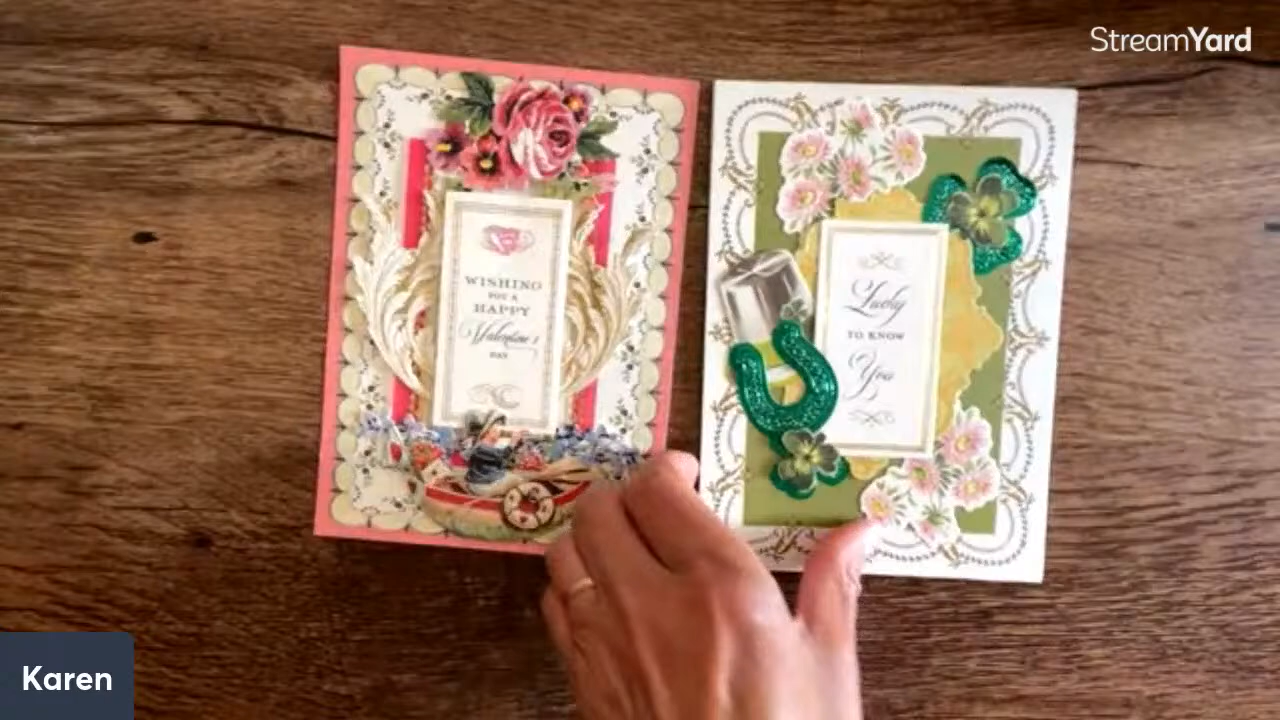 StreamYard
WISHING
YOU A
HAPPY
Valentine's
DAY
Lucky
TO KNOW
You
Karen